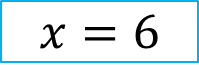 x = 6